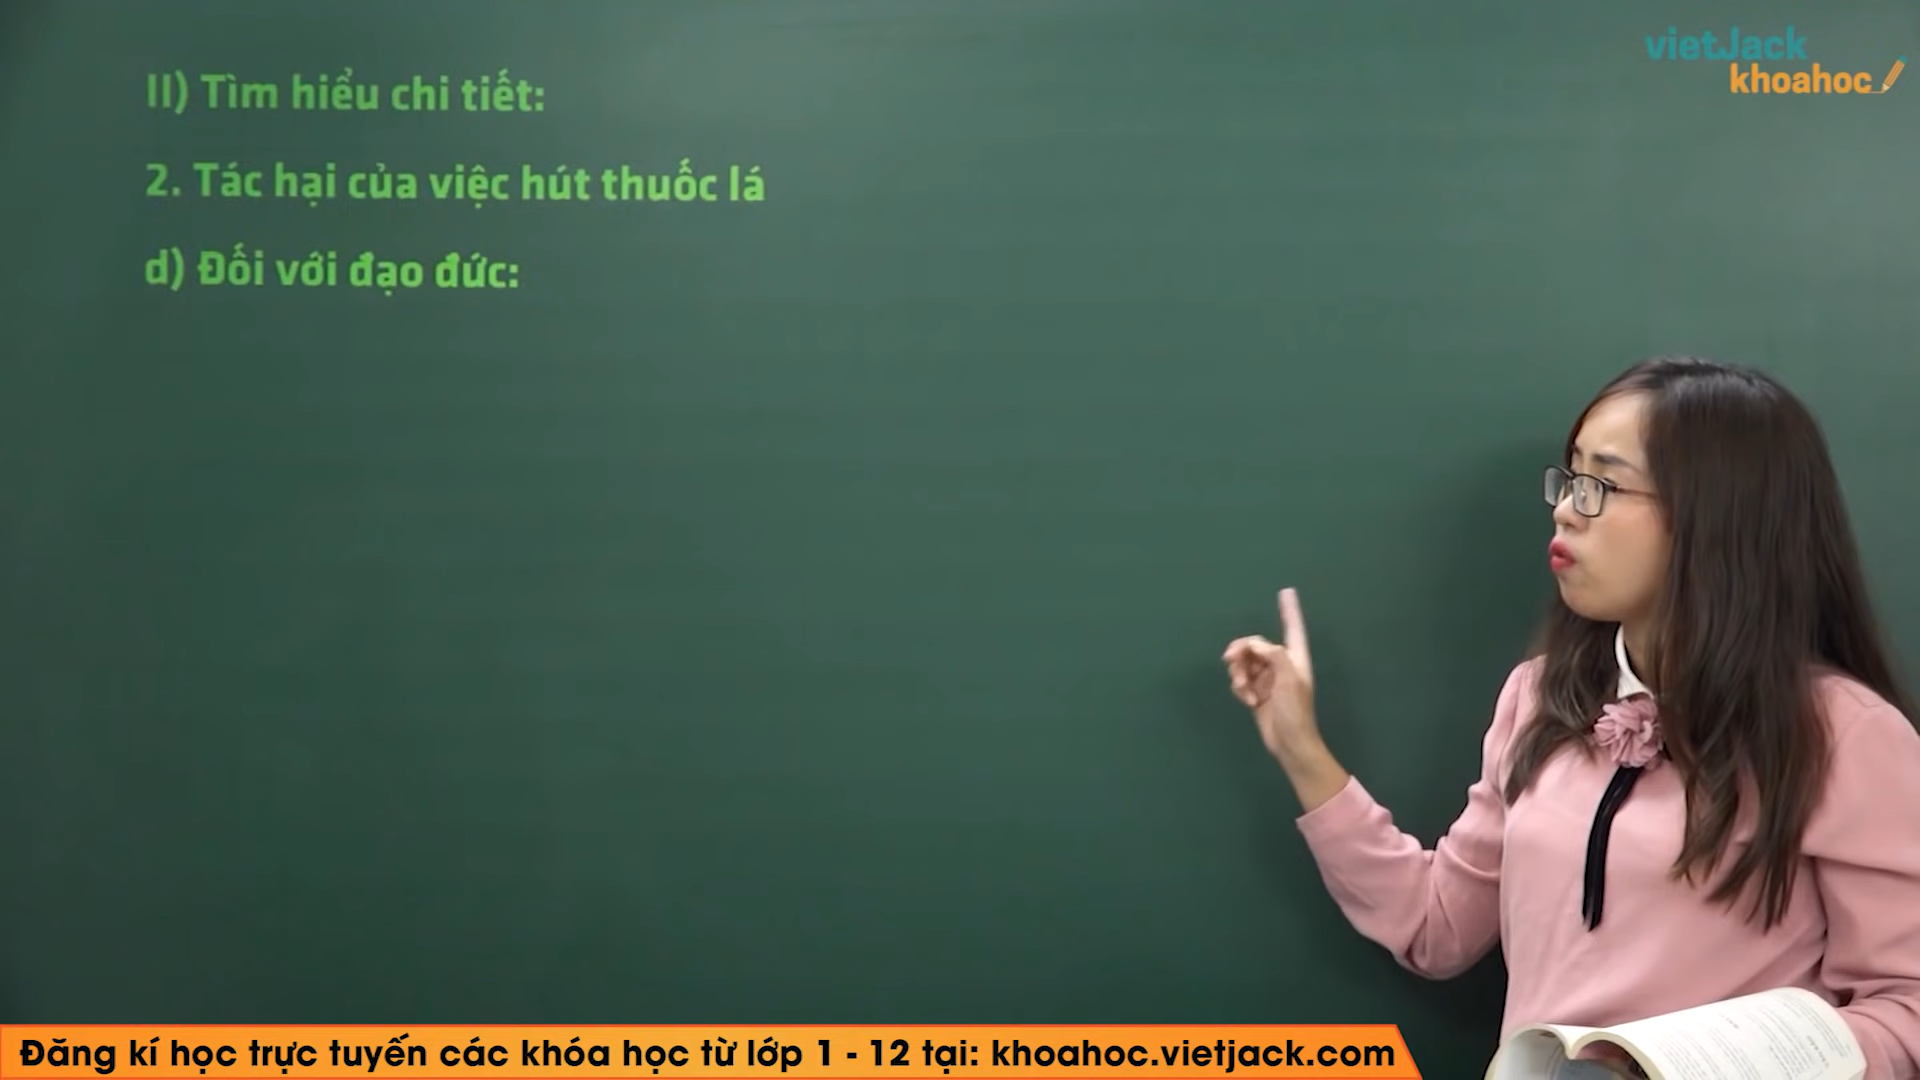 vietJack
khoahoc
II) Tìm hiểu chi tiết:
2. Tác hại của việc hút thuốc lá
d) Đối với đạo đức:
Đăng kí học trực tuyến các khóa học từ lớp 1 - 12 tại: khoahoc.vietjack.com